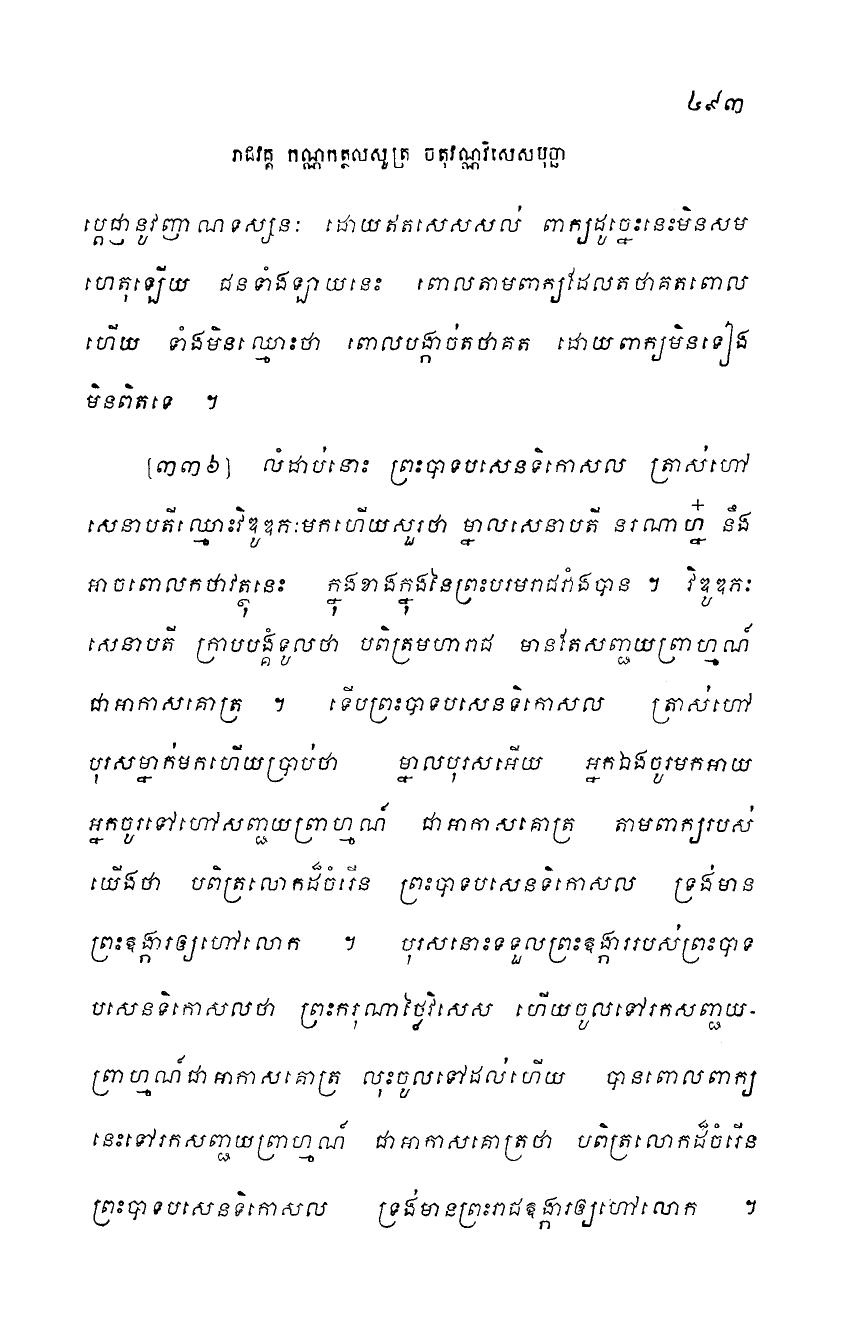 ៤៩៣
រាជវគ្គ កណ្ណកត្ថលសូត្រ ចតុវណ្ណវិសេសបុច្ឆា
ប្ដេជ្ញានូវញាណទស្សនៈ ដោយឥតសេសសល់ ពាក្យដូច្នេះនេះមិនសម
ហេតុឡើយ ជនទាំងឡាយនេះ ពោលតាមពាក្យដែលតថាគតពោល
ហើយ ទាំងមិនឈ្មោះថា ពោលបង្កាច់តថាគត ដោយពាក្យមិនទៀង
មិនពិតទេ ។
[៣៣៦] លំដាប់នោះ ព្រះបាទបសេនទិកោសល ត្រាស់ហៅ
សេនាបតីឈ្មោះវិឌូឌភៈមកហើយសួរថា ម្នាលសេនាបតី នរណាហ្ន៎ នឹង
អាចពោលកថាវត្ថុនេះ ក្នុងខាងក្នុងនៃព្រះបរមរាជវាំងបាន ។ វិឌូឌភៈ
សេនាបតី ក្រាបបង្គំទូលថា បពិត្រមហារាជ មានតែសញ្ជយព្រាហ្មណ៍
ជាអាកាសគោត្រ ។ ទើបព្រះបាទបសេនទិកោសល ត្រាស់ហៅ
បុរសម្នាក់មកហើយប្រាប់ថា ម្នាលបុរសអើយ អ្នកឯងចូរមកអាយ
អ្នកចូរទៅហៅសញ្ជយព្រាហ្មណ៍ ជាអាកាសគោត្រ តាមពាក្យរបស់
យើងថា បពិត្រលោកដ៏ចំរើន ព្រះបាទបសេនទិកោសល ទ្រង់មាន
ព្រះឱង្ការឲ្យហៅលោក ។ បុរសនោះទទួលព្រះឱង្ការរបស់ព្រះបាទ
បសេនទិកោសលថា ព្រះករុណាថ្លៃវិសេស ហើយចូលទៅរកសញ្ជយ-
ព្រាហ្មណ៍ជាអាកាសគោត្រ លុះចូលទៅដល់ហើយ បានពោលពាក្យ
នេះទៅរកសញ្ជយព្រាហ្មណ៍ ជាអាកាសគោត្រថា បពិត្រលោកដ៏ចំរើន
ព្រះបាទបសេនទិកោសល ទ្រង់មានព្រះរាជឱង្ការឲ្យហៅលោក ។